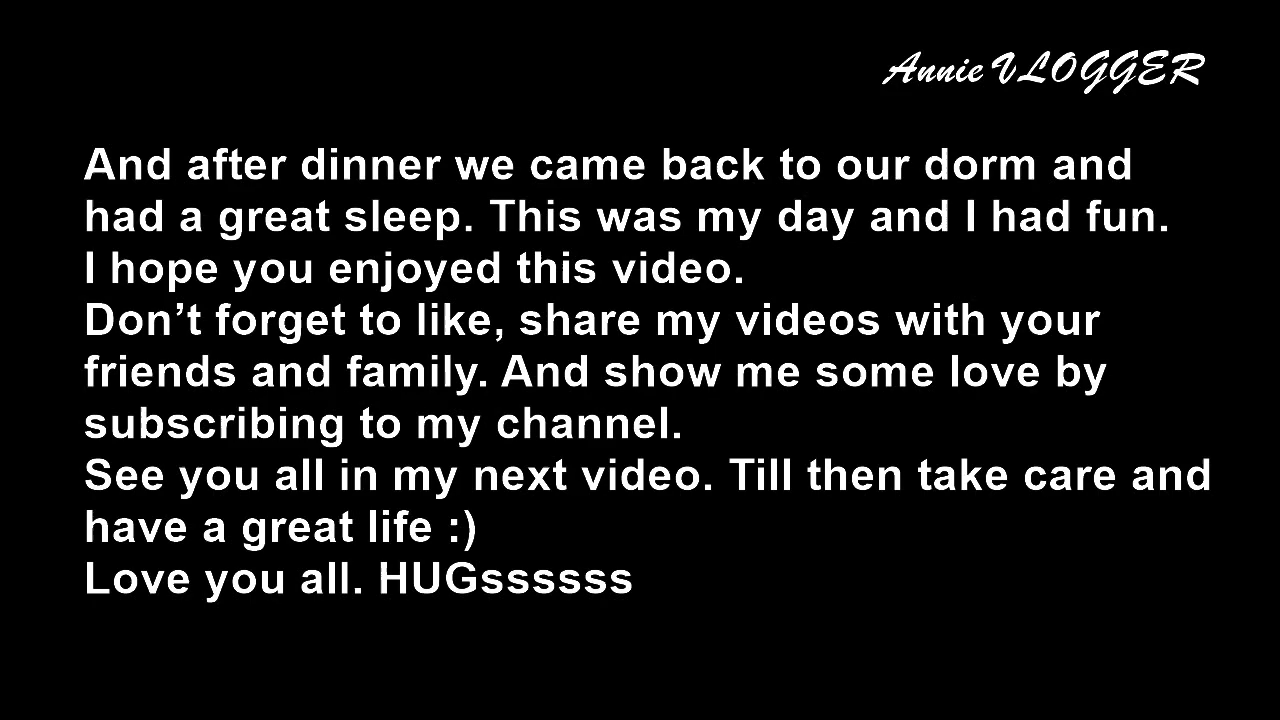 Annie VLOGGER
And after dinner we came back to our dorm and
had a great sleep. This was my day and I had fun.
I hope you enjoyed this video.
Don’t forget to like, share my videos with your
friends and family. And show me some love by
subscribing to my channel.
See you all in my next video. Till then take care and
have a great life :)
Love you all. HUGssssss